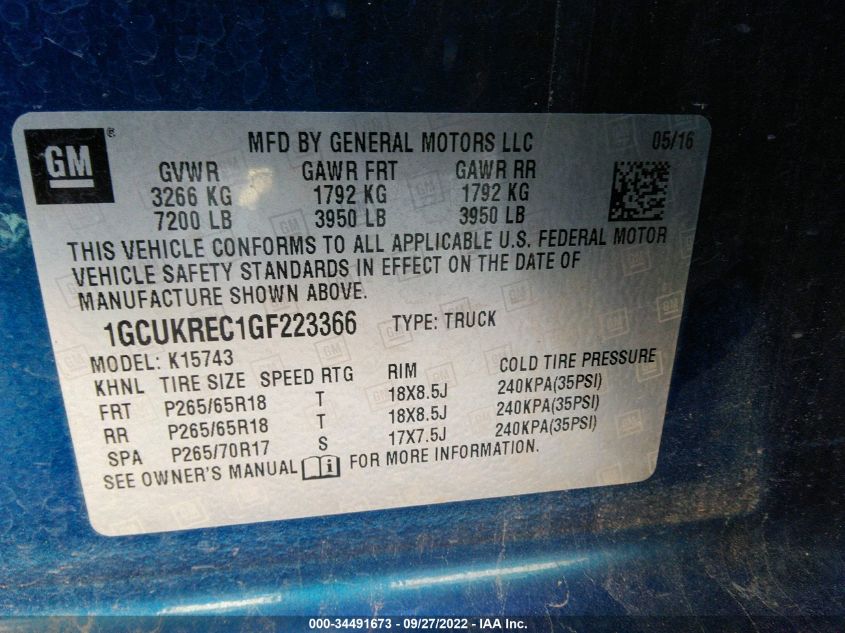 GM®
MFD BY GENERAL MOTORS LLC 05/16
GVWR GAWR FRT GAWR RR
3266 KG 1792 KG 1792 KG
7200 LB 3950 LB 3950 LB
THIS VEHICLE CONFORMS TO ALL APPLICABLE U.S. FEDERAL MOTOR
VEHICLE SAFETY STANDARDS IN EFFECT ON THE DATE OF
MANUFACTURE SHOWN ABOVE.
1GCUKREC1GF223366 TYPE: TRUCK
MODEL: K15743
KHNL TIRE SIZE SPEED RTG RIM COLD TIRE PRESSURE
FRT P265/65R18 T 18X8.5J 240KPA(35PSI)
RR P265/65R18 T 18X8.5J 240KPA(35PSI)
SPA P265/70R17 S 17X7.5J 240KPA(35PSI)
SEE OWNER'S MANUAL FOR MORE INFORMATION.
000-34491673 - 09/27/2022 - IAA Inc.